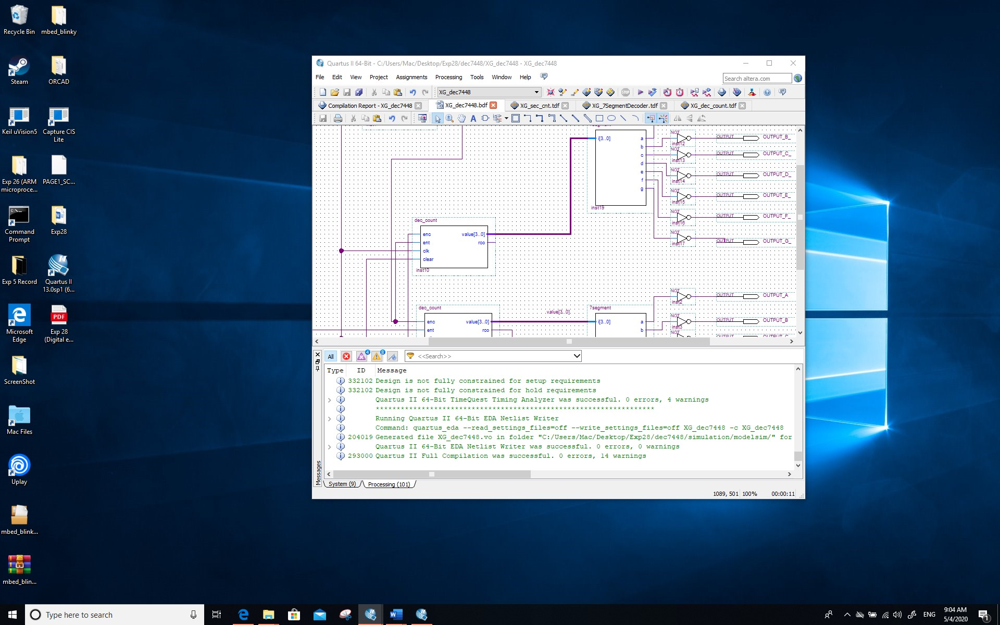 Recycle Bin
mbed_blinky
Steam
ORCAD
Keil uVision5
Capture CIS
Lite
Exp 26 (ARM
microproce...
PAGE1_SC...
Command
Prompt
Exp28
Exp 5 Record
Quartus II
13.0sp1 (6...
Microsoft
Edge
PDF
Exp 28
(Digital e...
ScreenShot
Mac Files
Uplay
mbed_blink...
mbed_blin...
Quartus II 64-Bit - C:/Users/Mac/Desktop/Exp28/dec7448/XG_dec7448 - XG_dec7448
File Edit View Project Assignments Processing Tools Window Help
Search altera.com
XG_dec7448
STOP
Compilation Report - XG_dec7448
XG_dec7448.bdf
XG_sec_cnt.tdf
XG_7SegmentDecoder.tdf
XG_dec_count.tdf
i[3..0]
a
b
c
d
e
f
g
inst19
NOT
inst12
OUTPUT
OUTPUT_B_
NOT
inst13
OUTPUT
OUTPUT_C_
NOT
inst14
OUTPUT
OUTPUT_D_
NOT
inst15
OUTPUT
OUTPUT_E_
NOT
inst16
OUTPUT
OUTPUT_F_
NOT
inst17
OUTPUT
OUTPUT_G_
dec_count
enc value[3..0]
ent rco
clk
clear
inst10
NOT
inst2
OUTPUT
OUTPUT_A
dec_count
enc value[3..0]
ent rco
value[3..0]
7segment
i[3..0] a
b
NOT
inst3
OUTPUT
OUTPUT_B
NOT
All
4
8
<<Search>>
Type ID Message
332102 Design is not fully constrained for setup requirements
332102 Design is not fully constrained for hold requirements
Quartus II 64-Bit TimeQuest Timing Analyzer was successful. 0 errors, 4 warnings
*******************************************************************
Running Quartus II 64-Bit EDA Netlist Writer
Command: quartus_eda --read_settings_files=off --write_settings_files=off XG_dec7448 -c XG_dec7448
204019 Generated file XG_dec7448.vo in folder "C:/Users/Mac/Desktop/Exp28/dec7448/simulation/modelsim/" for
Quartus II 64-Bit EDA Netlist Writer was successful. 0 errors, 0 warnings
293000 Quartus II Full Compilation was successful. 0 errors, 14 warnings
Messages
System (9)
Processing (101)
1089, 501 100% 00:00:11
Type here to search
ENG
9:04 AM
5/4/2020
1